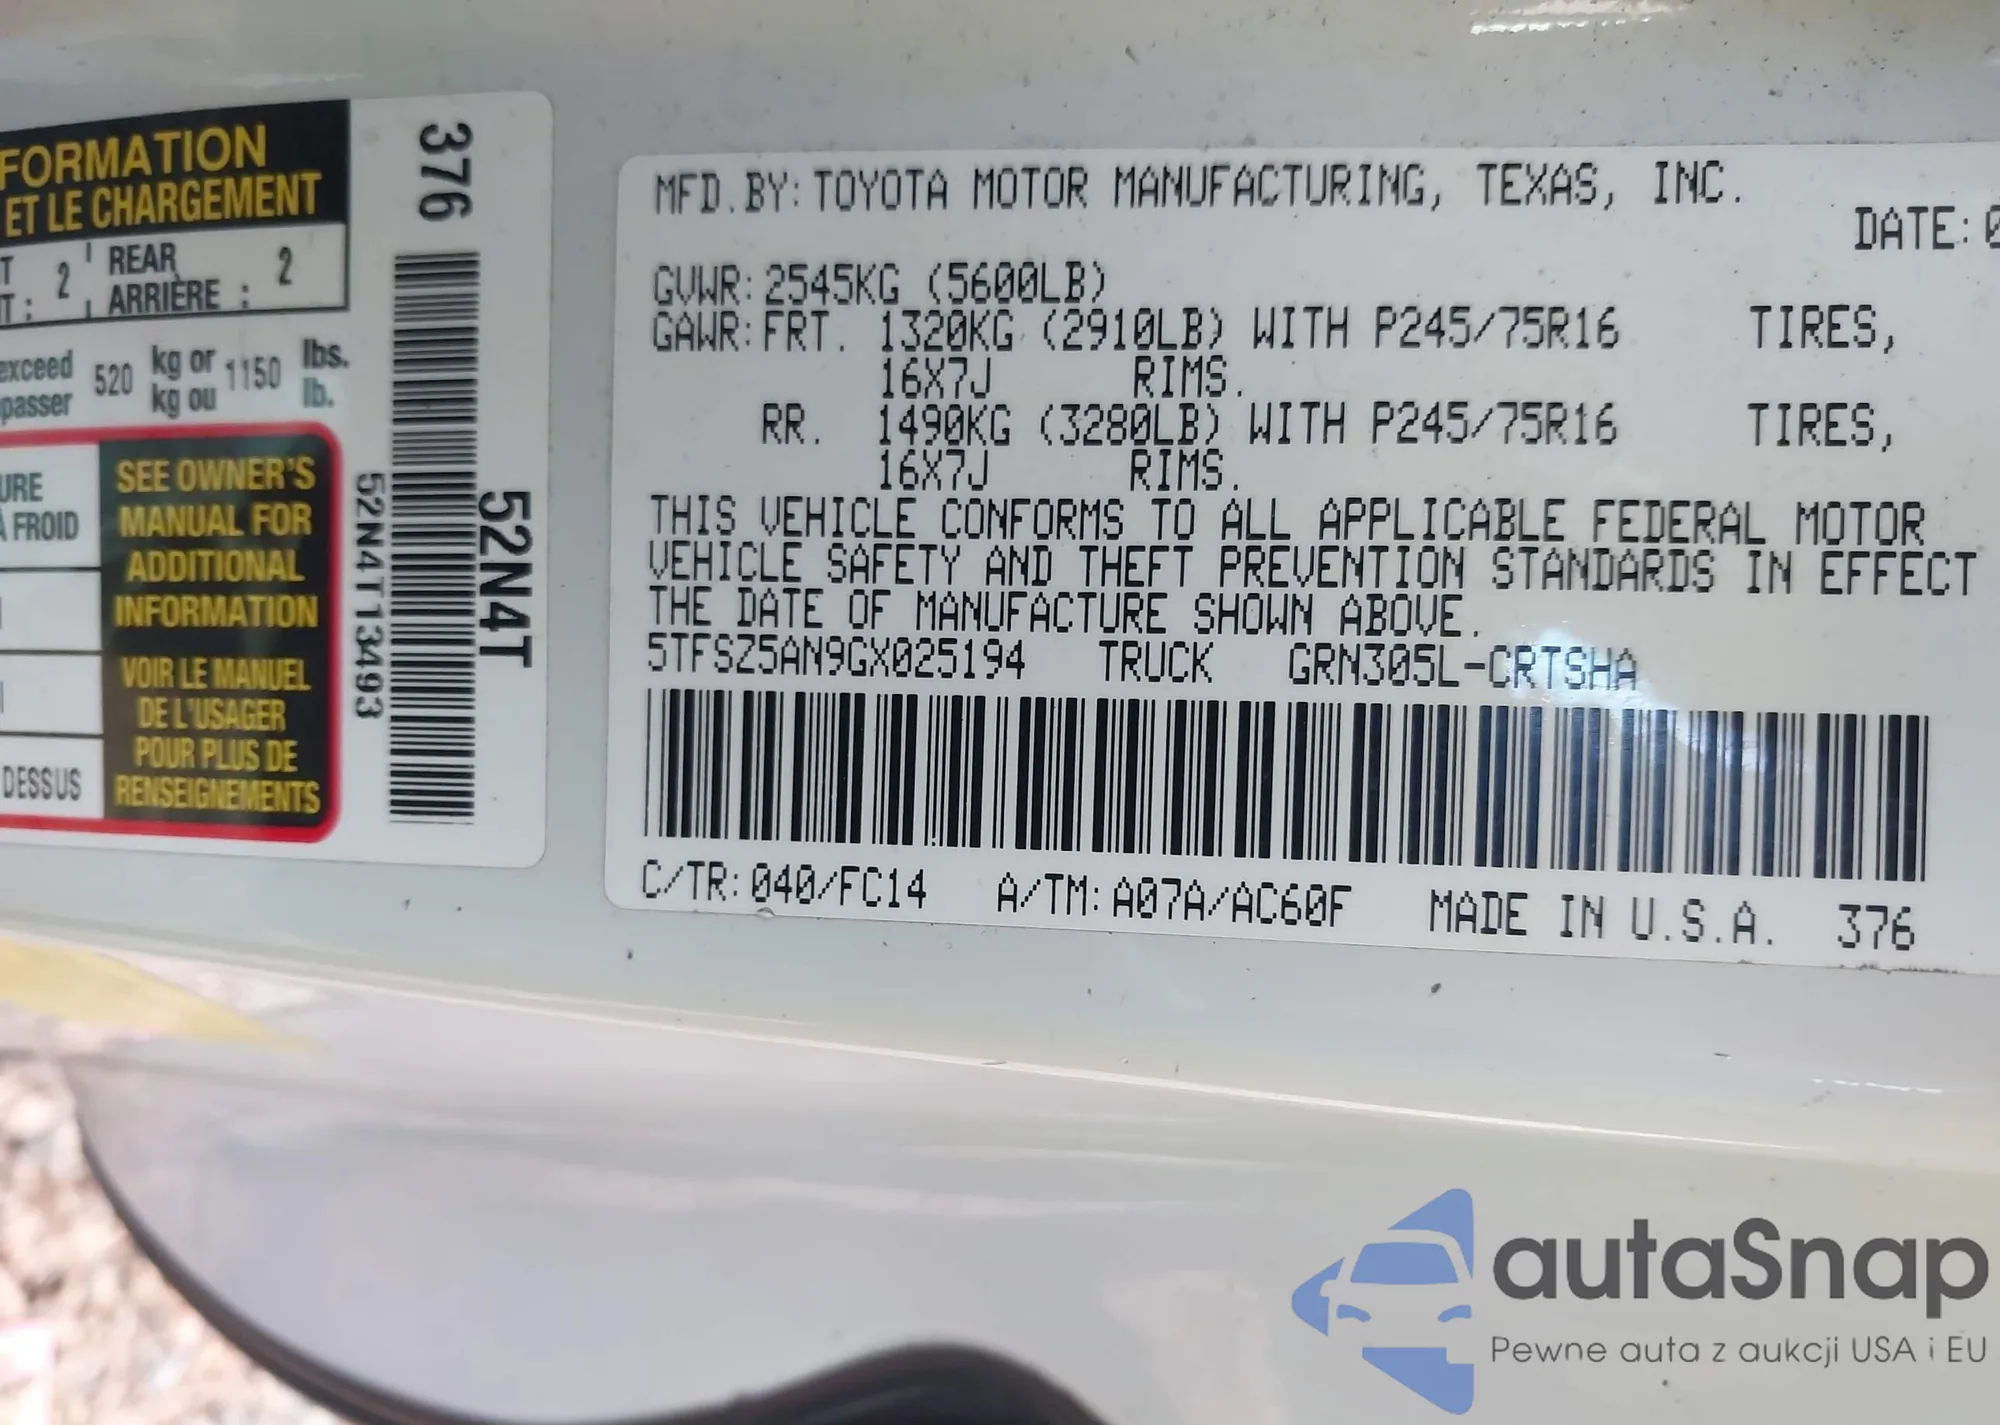 FORMATION
ET LE CHARGEMENT
2 REAR 2
ARRIÈRE :
exceed 520 kg or 1150 lbs.
passer kg ou lb.
URE
À FROID
DESSUS
SEE OWNER'S
MANUAL FOR
ADDITIONAL
INFORMATION
VOIR LE MANUEL
DE L'USAGER
POUR PLUS DE
RENSEIGNEMENTS
376
52N4T13493
52N4T
MFD.BY:TOYOTA MOTOR MANUFACTURING, TEXAS, INC.
DATE:0
GVWR:2545KG (5600LB)
GAWR:FRT. 1320KG (2910LB) WITH P245/75R16 TIRES,
16X7J RIMS.
RR. 1490KG (3280LB) WITH P245/75R16 TIRES,
16X7J RIMS.
THIS VEHICLE CONFORMS TO ALL APPLICABLE FEDERAL MOTOR
VEHICLE SAFETY AND THEFT PREVENTION STANDARDS IN EFFECT
THE DATE OF MANUFACTURE SHOWN ABOVE.
5TFSZ5AN9GX025194 TRUCK GRN305L-CRTSHA
C/TR:040/FC14 A/TM:A07A/AC60F MADE IN U.S.A. 376
autaSnap
Pewne auta z aukcji USA i EU